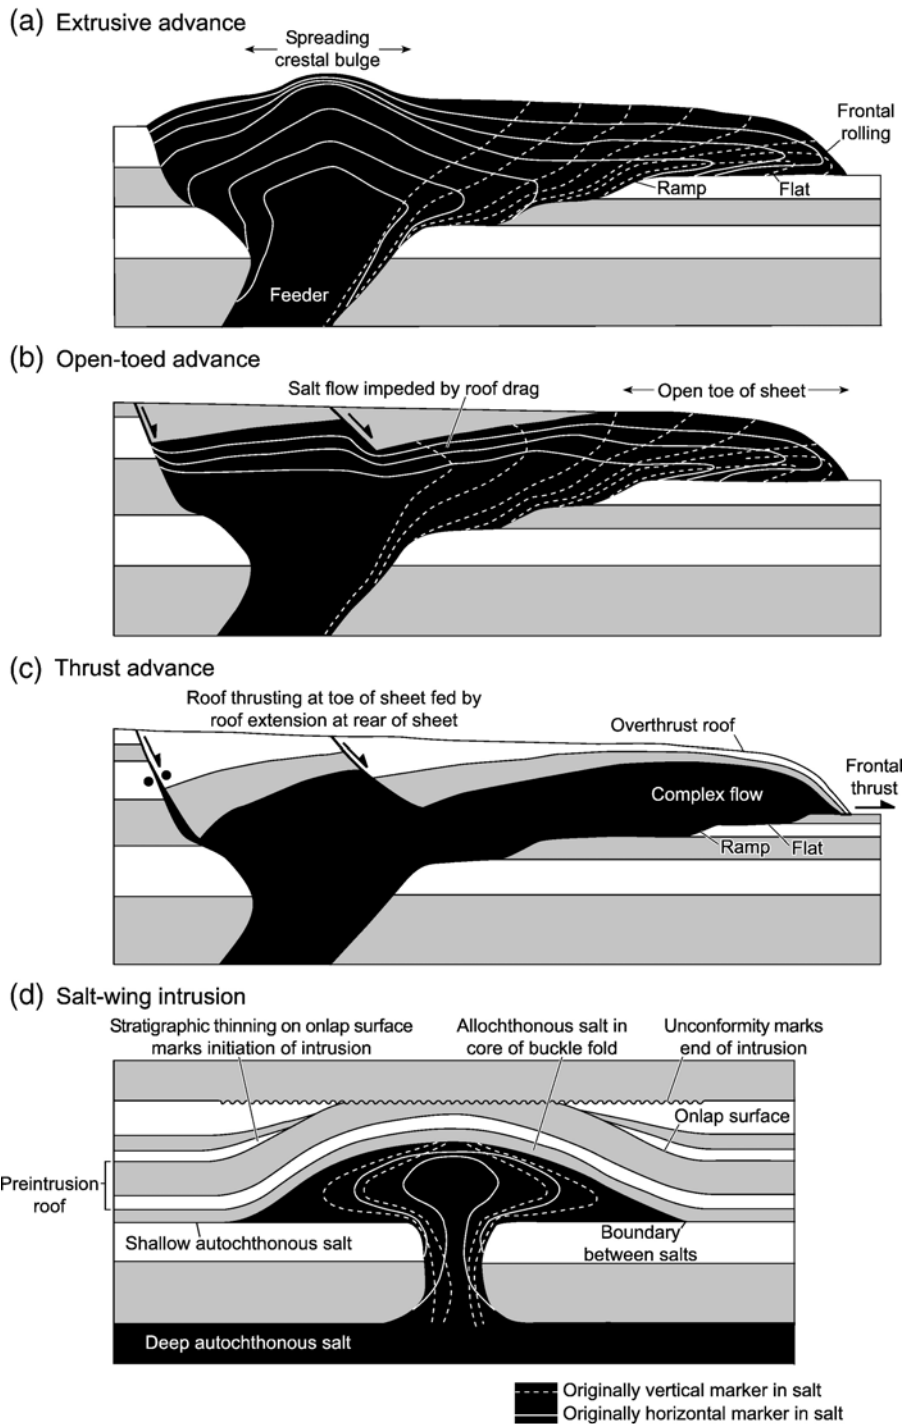 (a) Extrusive advance
Spreading
crestal bulge
Frontal
rolling
Ramp
Flat
Feeder
(b) Open-toed advance
Salt flow impeded by roof drag
Open toe of sheet
(c) Thrust advance
Roof thrusting at toe of sheet fed by
roof extension at rear of sheet
Overthrust roof
Frontal
thrust
Complex flow
Ramp
Flat
(d) Salt-wing intrusion
Stratigraphic thinning on onlap surface
marks initiation of intrusion
Allochthonous salt in
core of buckle fold
Unconformity marks
end of intrusion
Onlap surface
Preintrusion
roof
Shallow autochthonous salt
Boundary
between salts
Deep autochthonous salt
Originally vertical marker in salt
Originally horizontal marker in salt